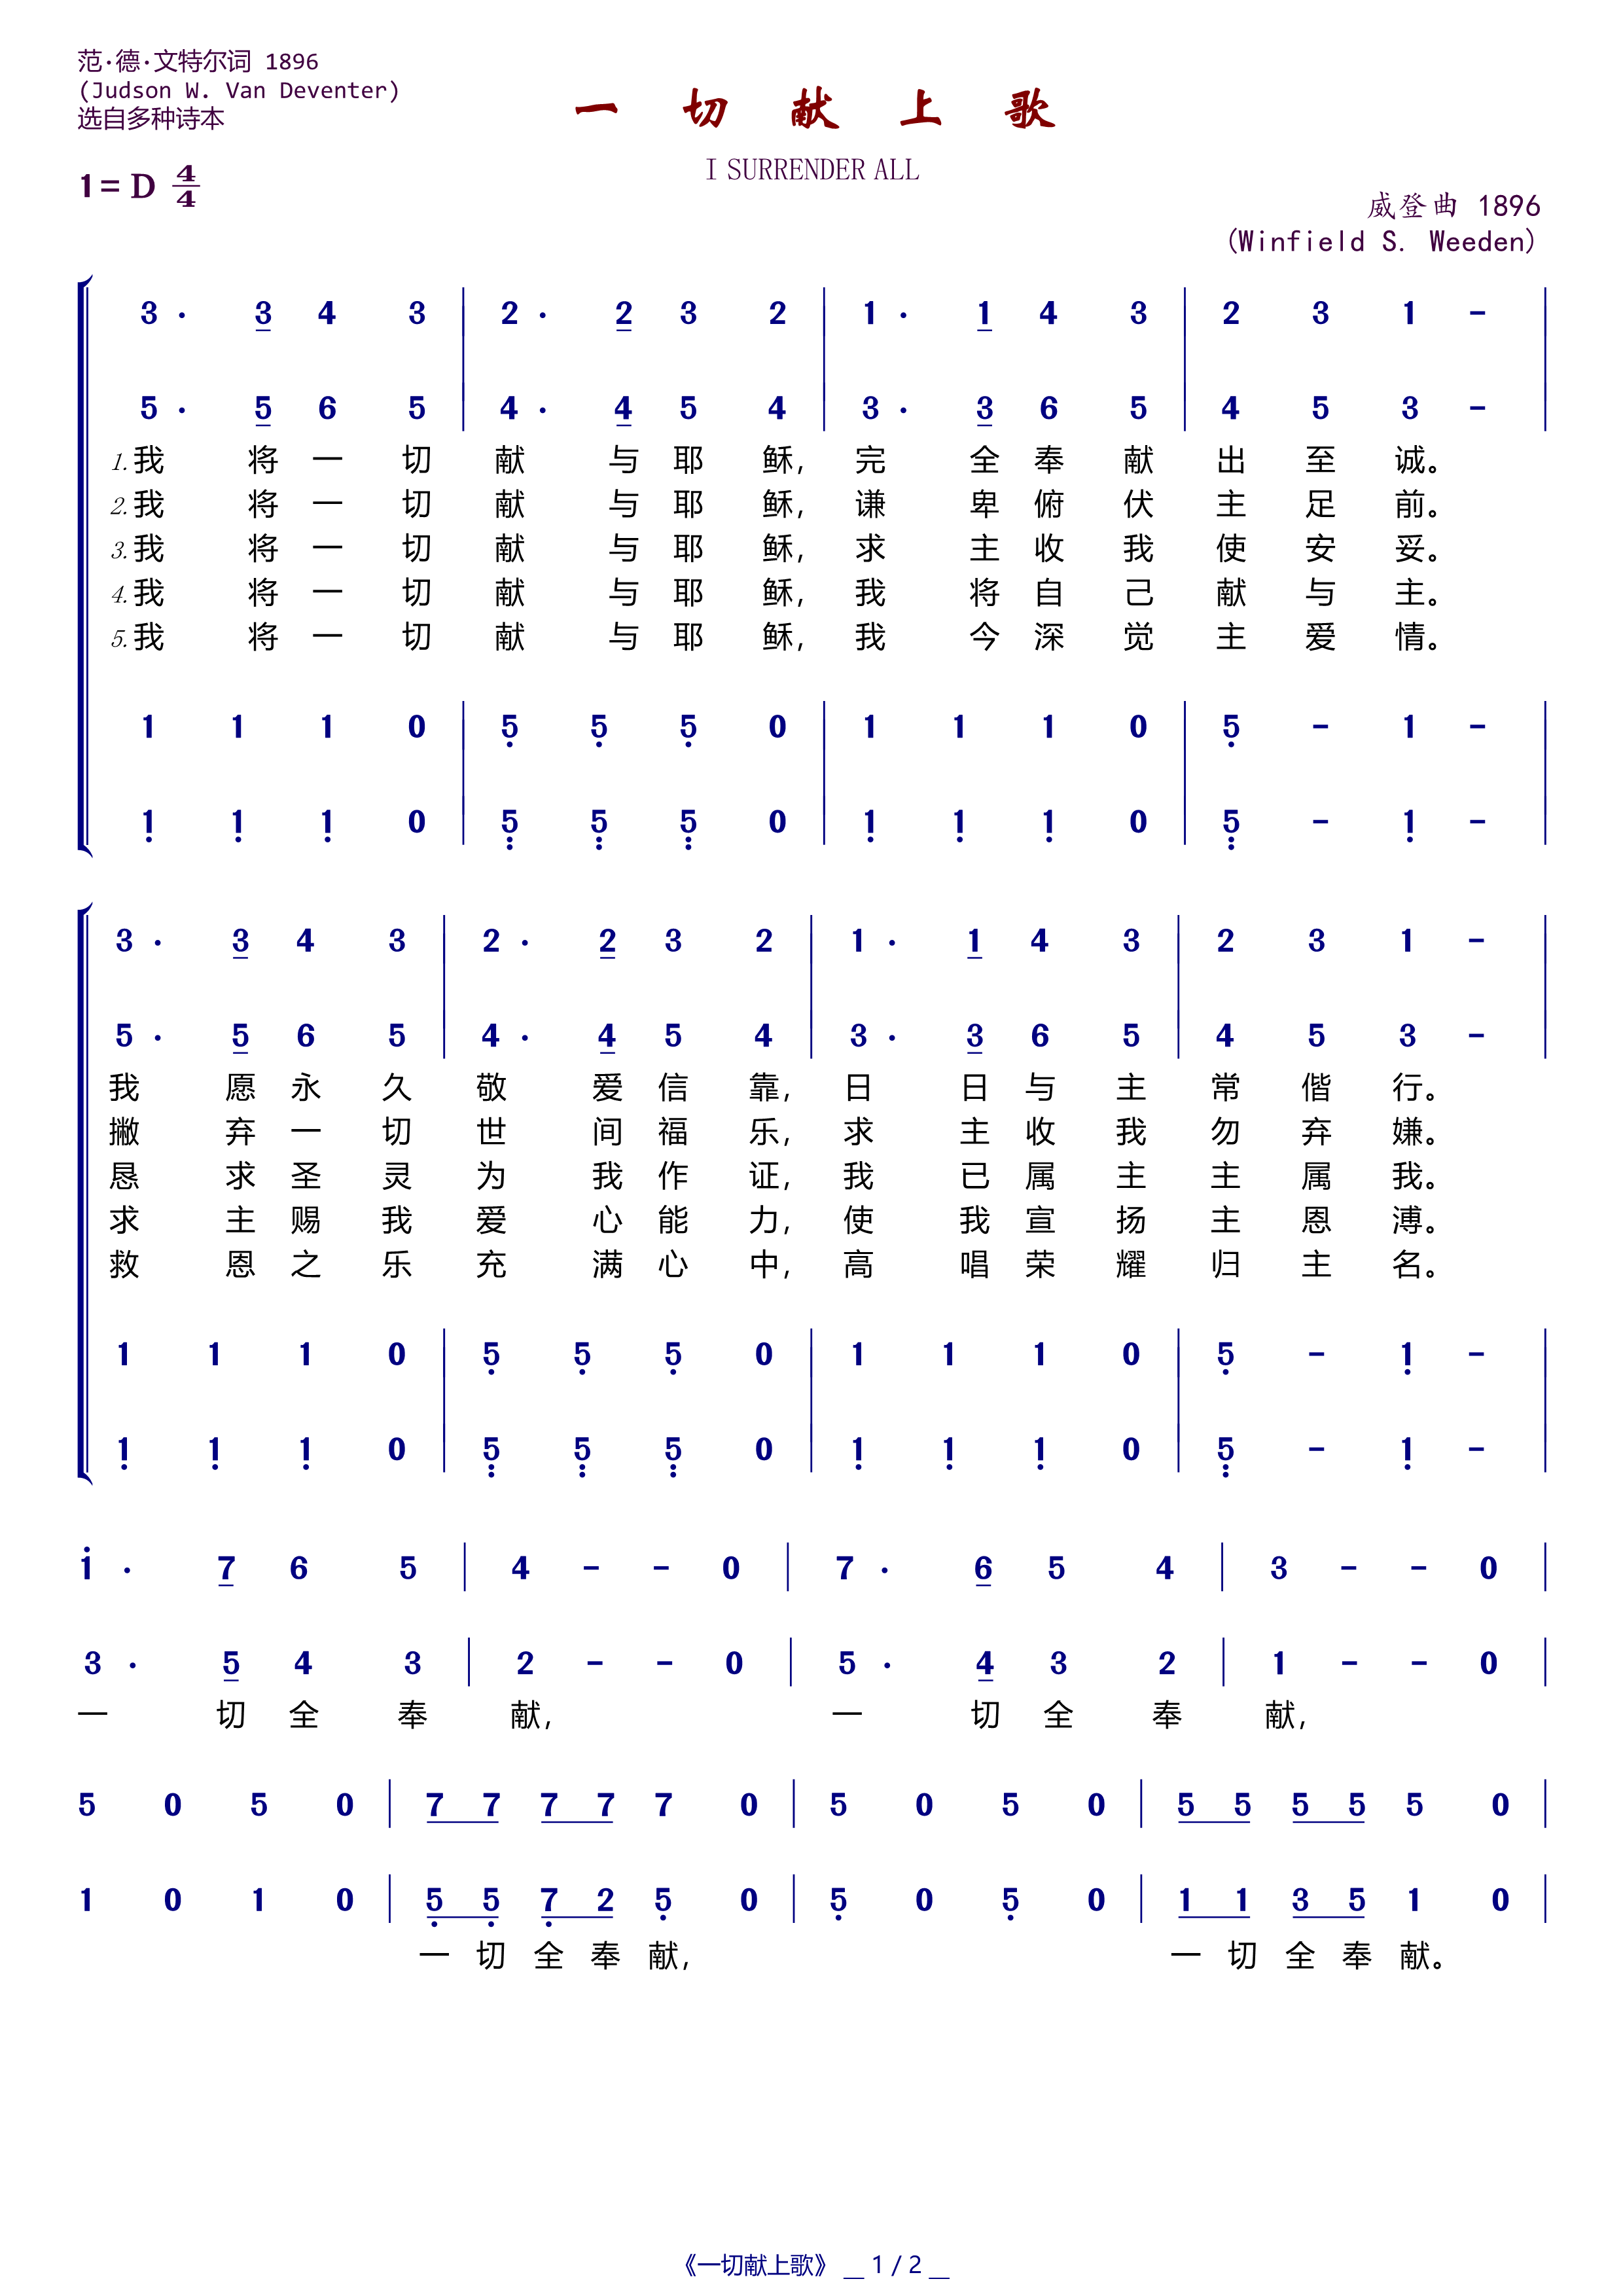 范·德·文特尔词 1896
(Judson W. Van Deventer)
选自多种诗本
一 切 献 上 歌
I SURRENDER ALL
1= D 4/4
威登曲 1896
(Winfield S. Weeden)
3 · 3 4 3 | 2 · 2 3 2 | 1 · 1 4 3 | 2 3 1 - |
5 · 5 6 5 | 4 · 4 5 4 | 3 · 3 6 5 | 4 5 3 - |
1.我 将 一 切 献 与 耶 稣, 完 全 奉 献 出 至 诚。
2.我 将 一 切 献 与 耶 稣, 谦 卑 俯 伏 主 足 前。
3.我 将 一 切 献 与 耶 稣, 求 主 收 我 使 安 妥。
4.我 将 一 切 献 与 耶 稣, 我 将 自 己 献 与 主。
5.我 将 一 切 献 与 耶 稣, 我 今 深 觉 主 爱 情。
1 1 1 0 | 5 5 5 0 | 1 1 1 0 | 5 - 1 - |
1 1 1 0 | 5 5 5 0 | 1 1 1 0 | 5 - 1 - |
3 · 3 4 3 | 2 · 2 3 2 | 1 · 1 4 3 | 2 3 1 - |
5 · 5 6 5 | 4 · 4 5 4 | 3 · 3 6 5 | 4 5 3 - |
我 愿 永 久 敬 爱 信 靠, 日 日 与 主 常 偕 行。
撇 弃 一 切 世 间 福 乐, 求 主 收 我 勿 弃 嫌。
恳 求 圣 灵 为 我 作 证, 我 已 属 主 主 属 我。
求 主 赐 我 爱 心 能 力, 使 我 宣 扬 主 恩 溥。
救 恩 之 乐 充 满 心 中, 高 唱 荣 耀 归 主 名。
1 1 1 0 | 5 5 5 0 | 1 1 1 0 | 5 - 1 - |
1 1 1 0 | 5 5 5 0 | 1 1 1 0 | 5 - 1 - |
1 · 7 6 5 | 4 - - 0 | 7 · 6 5 4 | 3 - - 0 |
3 · 5 4 3 | 2 - - 0 | 5 · 4 3 2 | 1 - - 0 |
一 切 全 奉 献, 一 切 全 奉 献,
5 0 5 0 | 7 7 7 7 7 0 | 5 0 5 0 | 5 5 5 5 5 0 |
1 0 1 0 | 5 5 7 2 5 0 | 5 0 5 0 | 1 1 3 5 1 0 |
一 切 全 奉 献, 一 切 全 奉 献。
《一切献上歌》 __ 1 / 2 __